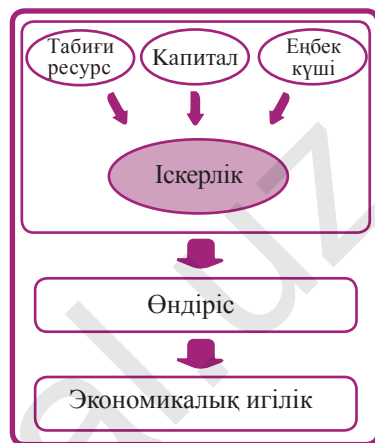 Табиғи
ресурс
Капитал
Еңбек
күші
Іскерлік
Өндіріс
Экономикалық игілік